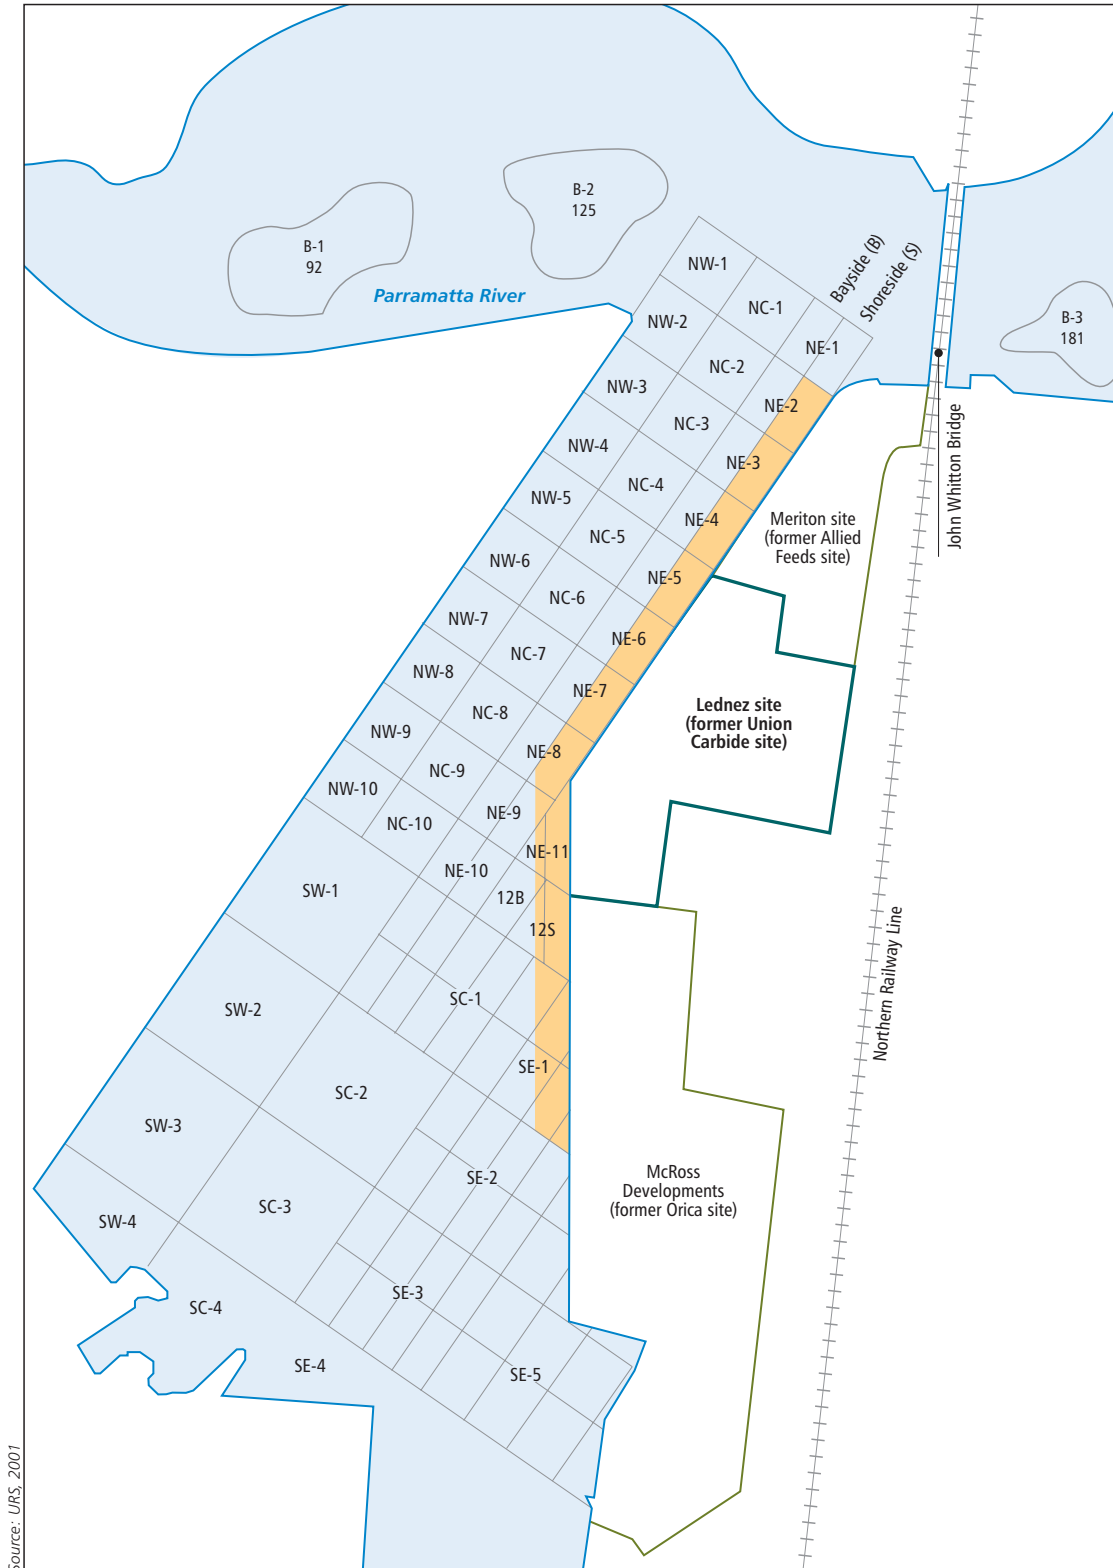 B-1
92
B-2
125
Parramatta River
B-3
181
Bayside (B)
Shoreside (S)
NW-1
NC-1
NE-1
NW-2
NC-2
NE-2
NW-3
NC-3
NE-3
NW-4
NC-4
NE-4
NW-5
NC-5
NE-5
NW-6
NC-6
NE-6
NW-7
NC-7
NE-7
NW-8
NC-8
NE-8
NW-9
NC-9
NE-9
NW-10
NC-10
NE-10
NE-11
12B
12S
SW-1
SC-1
SE-1
SW-2
SC-2
SE-2
SW-3
SC-3
SE-3
SW-4
SC-4
SE-4
SE-5
Meriton site
(former Allied
Feeds site)
Lednez site
(former Union
Carbide site)
McRoss
Developments
(former Orica site)
John Whitton Bridge
Northern Railway Line
Source: URS, 2001